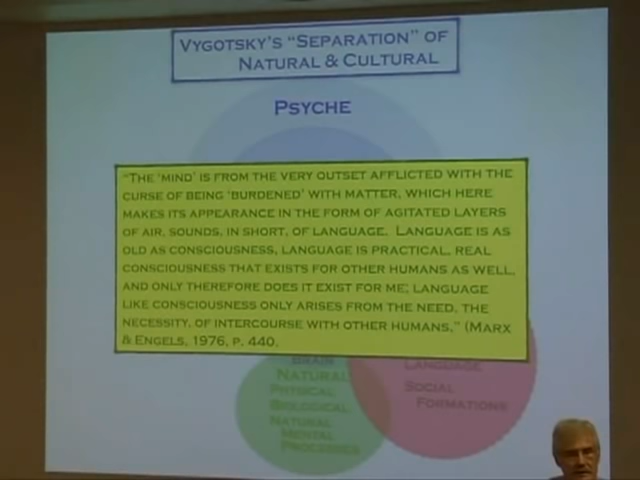 VYGOTSKY'S "SEPARATION" OF
NATURAL & CULTURAL
PSYCHE
"THE 'MIND' IS FROM THE VERY OUTSET AFFLICTED WITH THE
CURSE OF BEING 'BURDENED' WITH MATTER, WHICH HERE
MAKES ITS APPEARANCE IN THE FORM OF AGITATED LAYERS
OF AIR, SOUNDS, IN SHORT, OF LANGUAGE. LANGUAGE IS AS
OLD AS CONSCIOUSNESS, LANGUAGE IS PRACTICAL, REAL
CONSCIOUSNESS THAT EXISTS FOR OTHER HUMANS AS WELL,
AND ONLY THEREFORE DOES IT EXIST FOR ME; LANGUAGE
LIKE CONSCIOUSNESS ONLY ARISES FROM THE NEED, THE
NECESSITY, OF INTERCOURSE WITH OTHER HUMANS," (MARX
& ENGELS, 1976, P. 440.
BRAIN
NATURAL
PHYSICAL
BIOLOGICAL
NATURAL
MENTAL
PROCESSES
LANGUAGE
SOCIAL
FORMATIONS